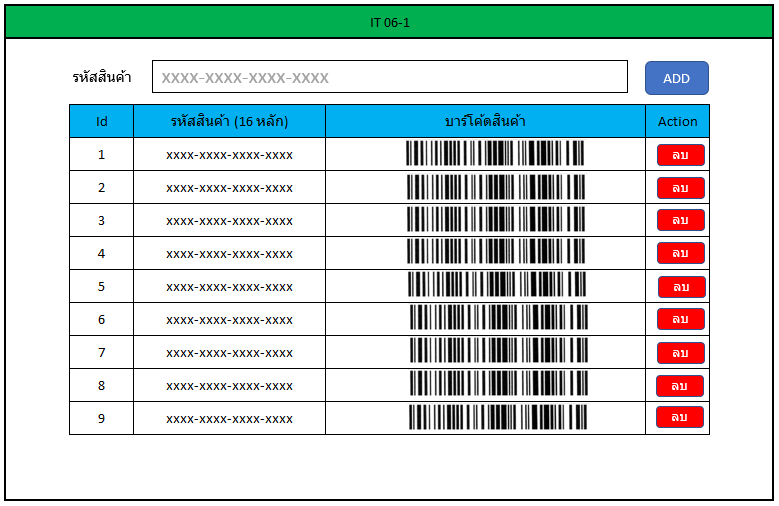 IT 06-1
รหัสสินค้า XXXX-XXXX-XXXX-XXXX ADD
Id รหัสสินค้า (16 หลัก) บาร์โค้ดสินค้า Action
1 xxxx-xxxx-xxxx-xxxx ลบ
2 xxxx-xxxx-xxxx-xxxx ลบ
3 xxxx-xxxx-xxxx-xxxx ลบ
4 xxxx-xxxx-xxxx-xxxx ลบ
5 xxxx-xxxx-xxxx-xxxx ลบ
6 xxxx-xxxx-xxxx-xxxx ลบ
7 xxxx-xxxx-xxxx-xxxx ลบ
8 xxxx-xxxx-xxxx-xxxx ลบ
9 xxxx-xxxx-xxxx-xxxx ลบ